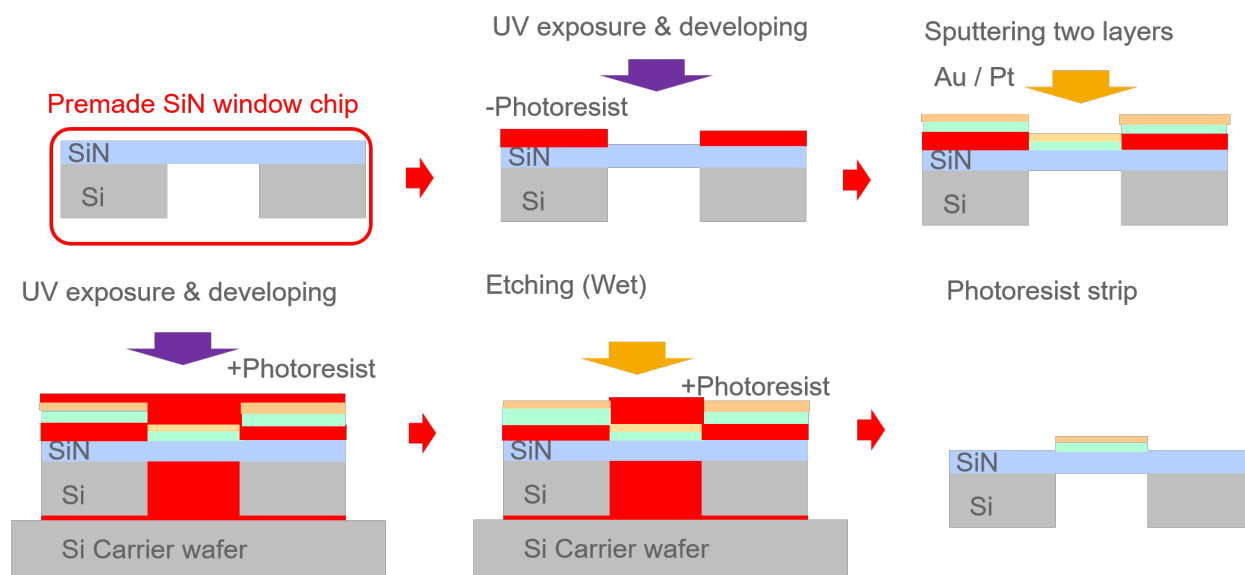 Premade SiN window chip
SiN
Si
UV exposure & developing
-Photoresist
SiN
Si
Sputtering two layers
Au / Pt
SiN
Si
UV exposure & developing
+Photoresist
SiN
Si
Si Carrier wafer
Etching (Wet)
+Photoresist
SiN
Si
Si Carrier wafer
Photoresist strip
SiN
Si